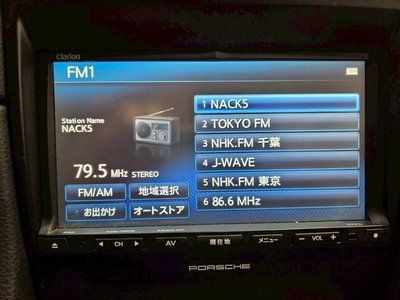 clarion
FM1
Station Name
NACK5
79.5 MHz STEREO
FM/AM
地域選択
お出かけ
オートストア
1 NACK5
2 TOKYO FM
3 NHK.FM 千葉
4 J-WAVE
5 NHK.FM 東京
6 86.6 MHz
CH
AV
現在地
メニュー
− VOL +
PORSCHE